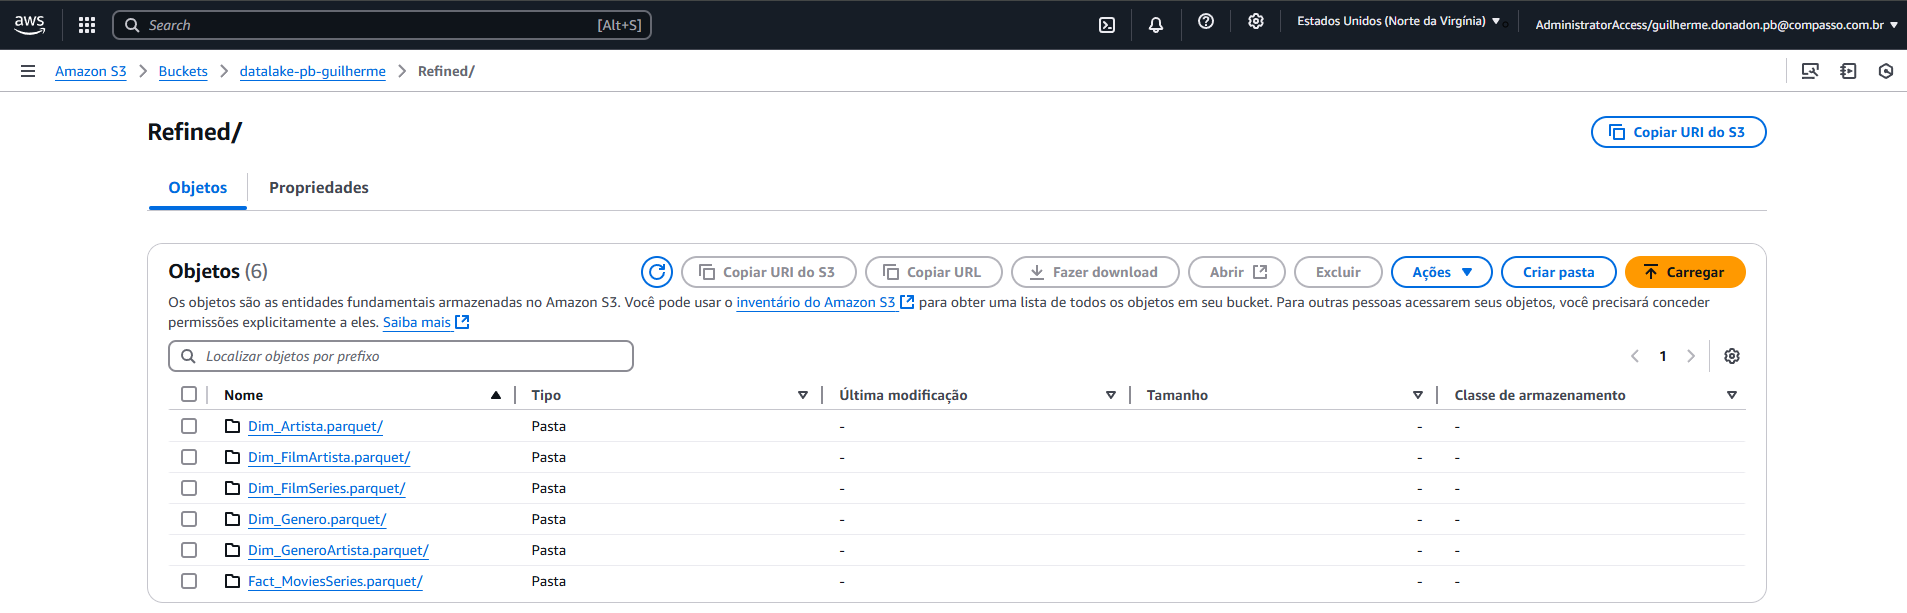 aws
Search [Alt+S]
Estados Unidos (Norte da Virgínia)
AdministratorAccess/guilherme.donadon.pb@compasso.com.br
Amazon S3
Buckets
datalake-pb-guilherme
Refined/
Refined/
Copiar URI do S3
Objetos
Propriedades
Objetos (6)
Copiar URI do S3
Copiar URL
Fazer download
Abrir
Excluir
Ações
Criar pasta
Carregar
Os objetos são as entidades fundamentais armazenadas no Amazon S3. Você pode usar o inventário do Amazon S3 para obter uma lista de todos os objetos em seu bucket. Para outras pessoas acessarem seus objetos, você precisará conceder
permissões explicitamente a eles. Saiba mais
Localizar objetos por prefixo
1
Nome Tipo Última modificação Tamanho Classe de armazenamento
Dim_Artista.parquet/ Pasta - - -
Dim_FilmArtista.parquet/ Pasta - - -
Dim_FilmSeries.parquet/ Pasta - - -
Dim_Genero.parquet/ Pasta - - -
Dim_GeneroArtista.parquet/ Pasta - - -
Fact_MoviesSeries.parquet/ Pasta - - -